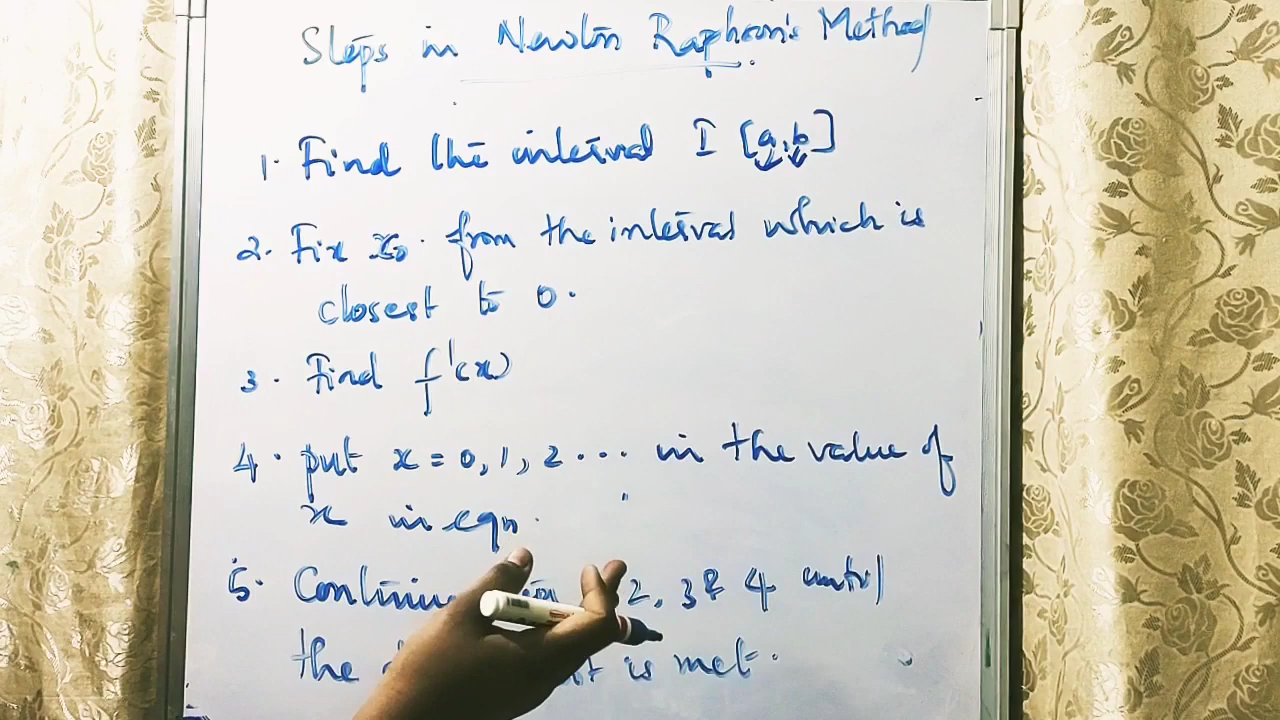 Steps in Newton Raphson's Method
1. Find the interval I [a,b]
2. Fix x₀ from the interval which is
closest to 0.
3. Find f'(x)
4. put x = 0, 1, 2 ... in the value of
x in eqn.
5. 2, 3 & 4 until
the is met.